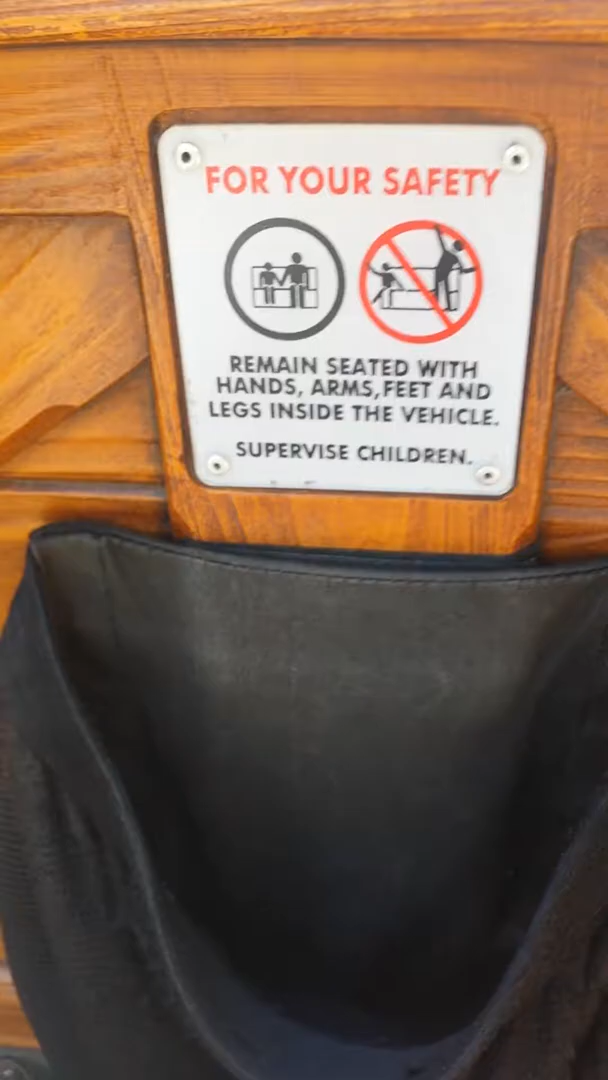 FOR YOUR SAFETY
REMAIN SEATED WITH
HANDS, ARMS, FEET AND
LEGS INSIDE THE VEHICLE.
SUPERVISE CHILDREN.